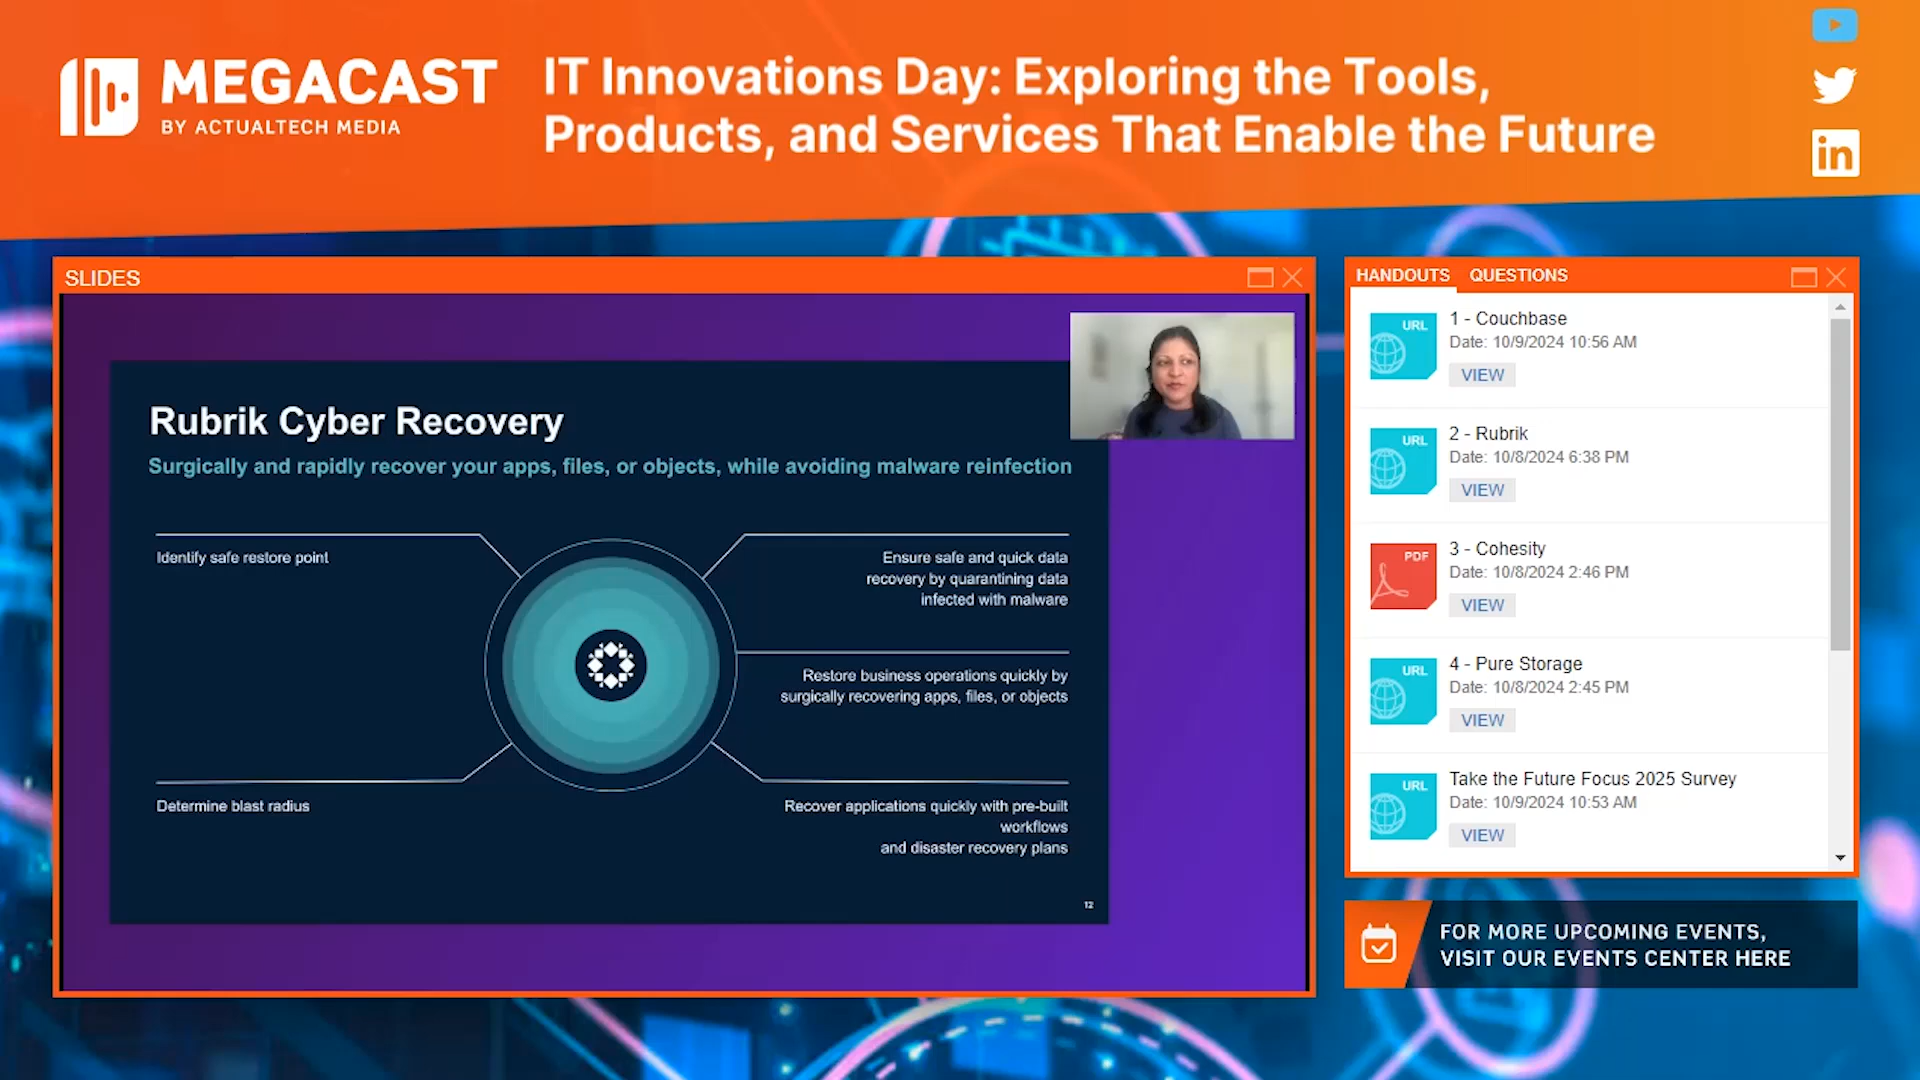 MEGACAST
BY ACTUALTECH MEDIA
IT Innovations Day: Exploring the Tools,
Products, and Services That Enable the Future
in
SLIDES
Rubrik Cyber Recovery
Surgically and rapidly recover your apps, files, or objects, while avoiding malware reinfection
Identify safe restore point
Determine blast radius
Ensure safe and quick data
recovery by quarantining data
infected with malware
Restore business operations quickly by
surgically recovering apps, files, or objects
Recover applications quickly with pre-built
workflows
and disaster recovery plans
12
HANDOUTS QUESTIONS
URL
1 - Couchbase
Date: 10/9/2024 10:56 AM
VIEW
URL
2 - Rubrik
Date: 10/8/2024 6:38 PM
VIEW
PDF
3 - Cohesity
Date: 10/8/2024 2:46 PM
VIEW
URL
4 - Pure Storage
Date: 10/8/2024 2:45 PM
VIEW
URL
Take the Future Focus 2025 Survey
Date: 10/9/2024 10:53 AM
VIEW
FOR MORE UPCOMING EVENTS,
VISIT OUR EVENTS CENTER HERE